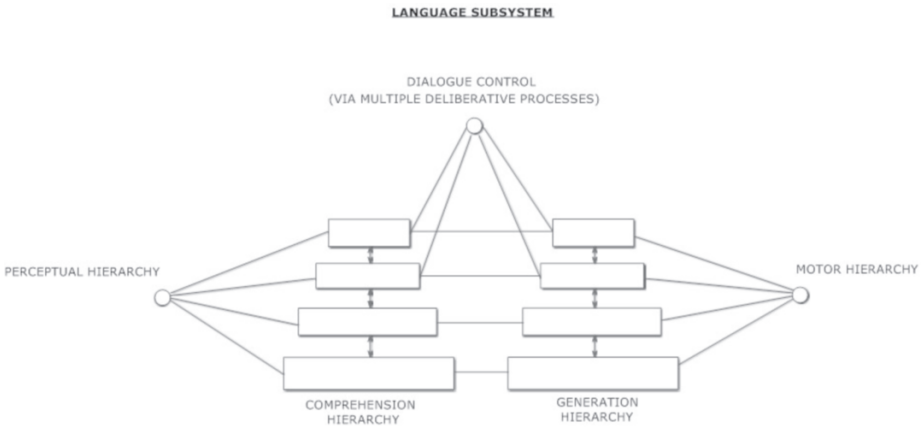 LANGUAGE SUBSYSTEM
DIALOGUE CONTROL
(VIA MULTIPLE DELIBERATIVE PROCESSES)
PERCEPTUAL HIERARCHY
MOTOR HIERARCHY
COMPREHENSION
HIERARCHY
GENERATION
HIERARCHY